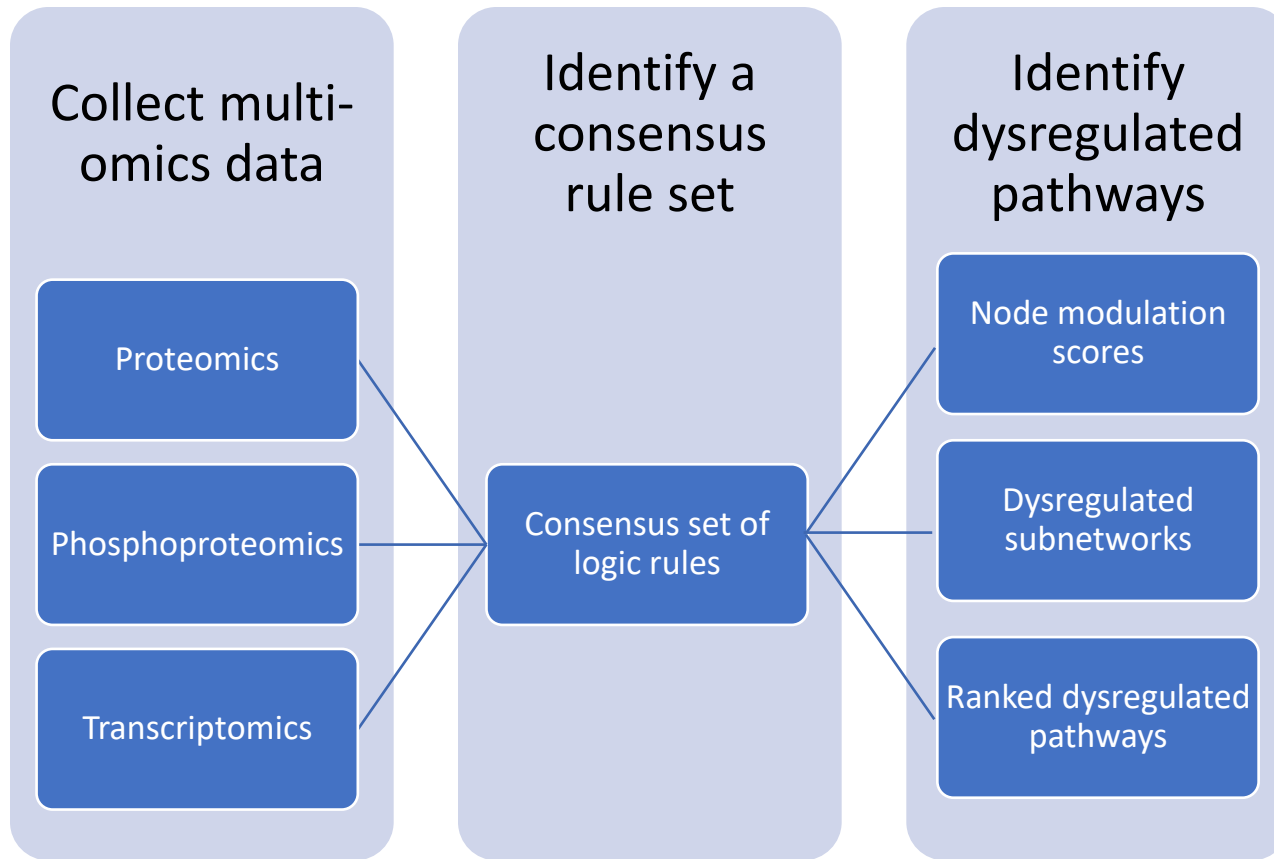 Collect multi-
omics data
Proteomics
Phosphoproteomics
Transcriptomics
Identify a
consensus
rule set
Consensus set of
logic rules
Identify
dysregulated
pathways
Node modulation
scores
Dysregulated
subnetworks
Ranked dysregulated
pathways